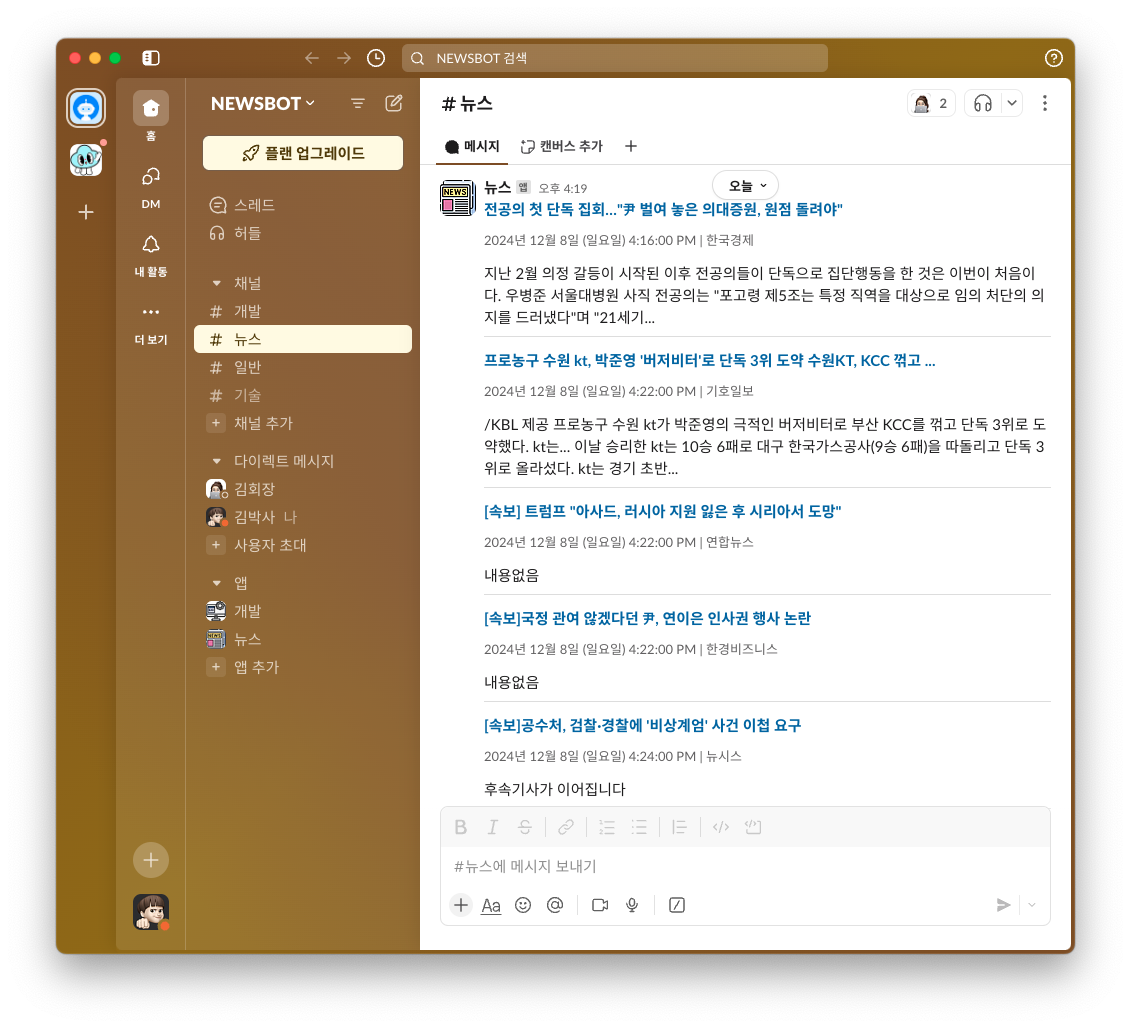 NEWSBOT 검색
홈
DM
내 활동
더 보기
NEWSBOT
플랜 업그레이드
스레드
허들
채널
# 개발
# 뉴스
# 일반
# 기술
+ 채널 추가
다이렉트 메시지
김회장
김박사 나
+ 사용자 초대
앱
개발
뉴스
+ 앱 추가
# 뉴스
2
메시지
캔버스 추가
오늘
NEWS
뉴스 앱 오후 4:19
전공의 첫 단독 집회..."尹 벌여 놓은 의대증원, 원점 돌려야"
2024년 12월 8일 (일요일) 4:16:00 PM | 한국경제
지난 2월 의정 갈등이 시작된 이후 전공의들이 단독으로 집단행동을 한 것은 이번이 처음이
다. 우병준 서울대병원 사직 전공의는 "포고령 제5조는 특정 직역을 대상으로 임의 처단의 의
지를 드러냈다"며 "21세기...
프로농구 수원 kt, 박준영 '버저비터'로 단독 3위 도약 수원KT, KCC 꺾고 ...
2024년 12월 8일 (일요일) 4:22:00 PM | 기호일보
/KBL 제공 프로농구 수원 kt가 박준영의 극적인 버저비터로 부산 KCC를 꺾고 단독 3위로 도
약했다. kt는... 이날 승리한 kt는 10승 6패로 대구 한국가스공사(9승 6패)을 따돌리고 단독 3
위로 올라섰다. kt는 경기 초반...
[속보] 트럼프 "아사드, 러시아 지원 잃은 후 시리아서 도망"
2024년 12월 8일 (일요일) 4:22:00 PM | 연합뉴스
내용없음
[속보]국정 관여 않겠다던 尹, 연이은 인사권 행사 논란
2024년 12월 8일 (일요일) 4:22:00 PM | 한경비즈니스
내용없음
[속보]공수처, 검찰·경찰에 '비상계엄' 사건 이첩 요구
2024년 12월 8일 (일요일) 4:24:00 PM | 뉴시스
후속기사가 이어집니다
#뉴스에 메시지 보내기
Aa